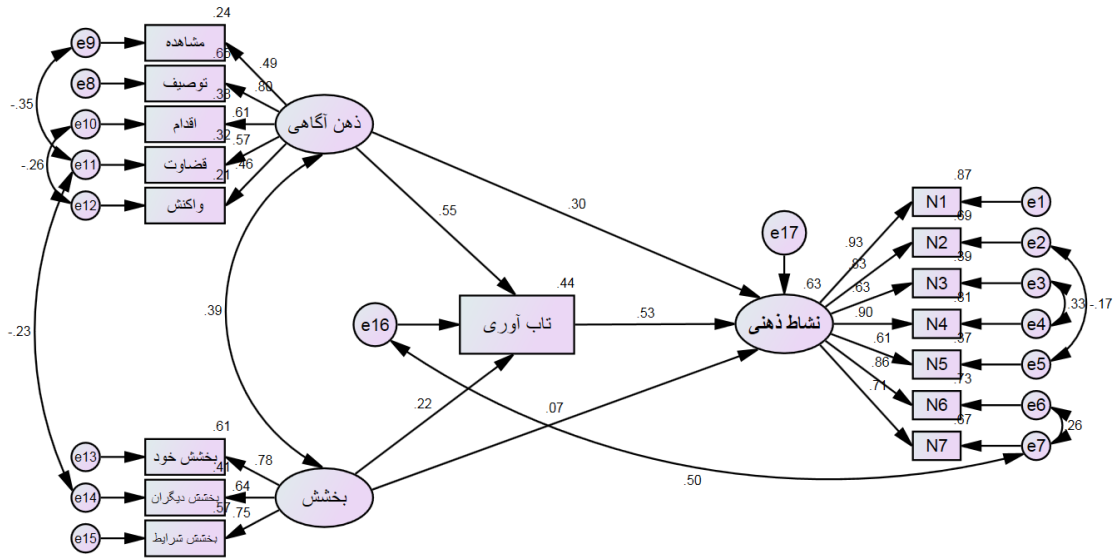 .24
e9
مشاهده
.65
.49
e8
توصیف
.80
.38
-.35
e10
اقدام
.61
ذهن آگاهی
.32
.57
-.26
e11
قضاوت
.46
.21
e12
واکنش
.55
.30
.87
N1
e1
.69
e17
N2
e2
.93
.39
.83
N3
e3
.63
.63
.81
.33
-.17
.44
.90
N4
e4
نشاط ذهنی
e16
تاب آوری
.53
.37
.61
N5
e5
.39
-.23
.86
.73
.71
N6
e6
.67
.26
N7
e7
.22
.07
.50
.61
e13
بخشش خود
.78
.41
e14
بخشش دیگران
.64
بخشش
.57
.75
e15
بخشش شرایط